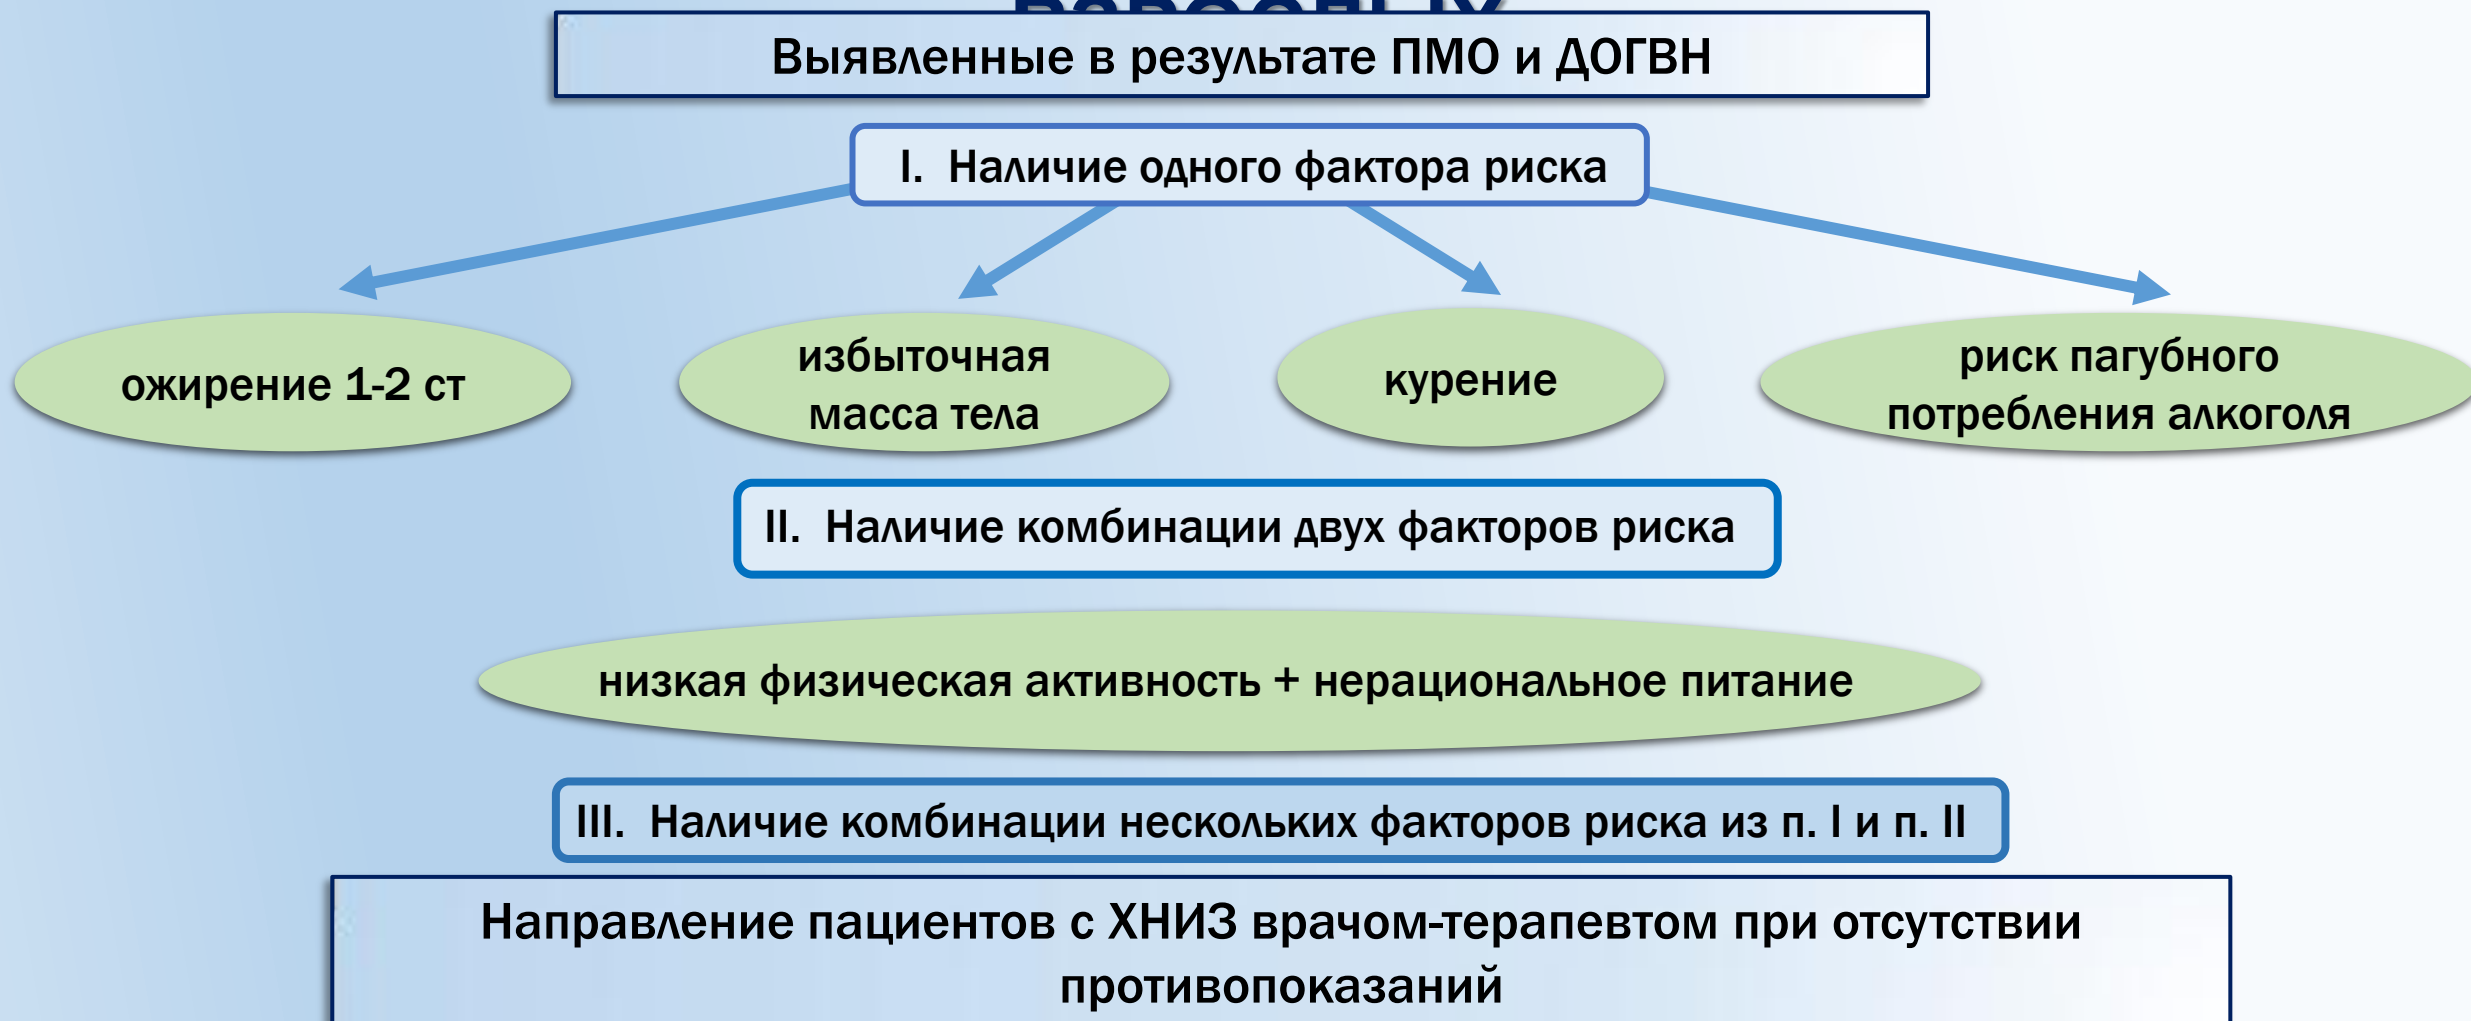 Выявленные в результате ПМО и ДОГВН
I. Наличие одного фактора риска
ожирение 1-2 ст
избыточная
масса тела
курение
риск пагубного
потребления алкоголя
II. Наличие комбинации двух факторов риска
низкая физическая активность + нерациональное питание
III. Наличие комбинации нескольких факторов риска из п. I и п. II
Направление пациентов с ХНИЗ врачом-терапевтом при отсутствии
противопоказаний